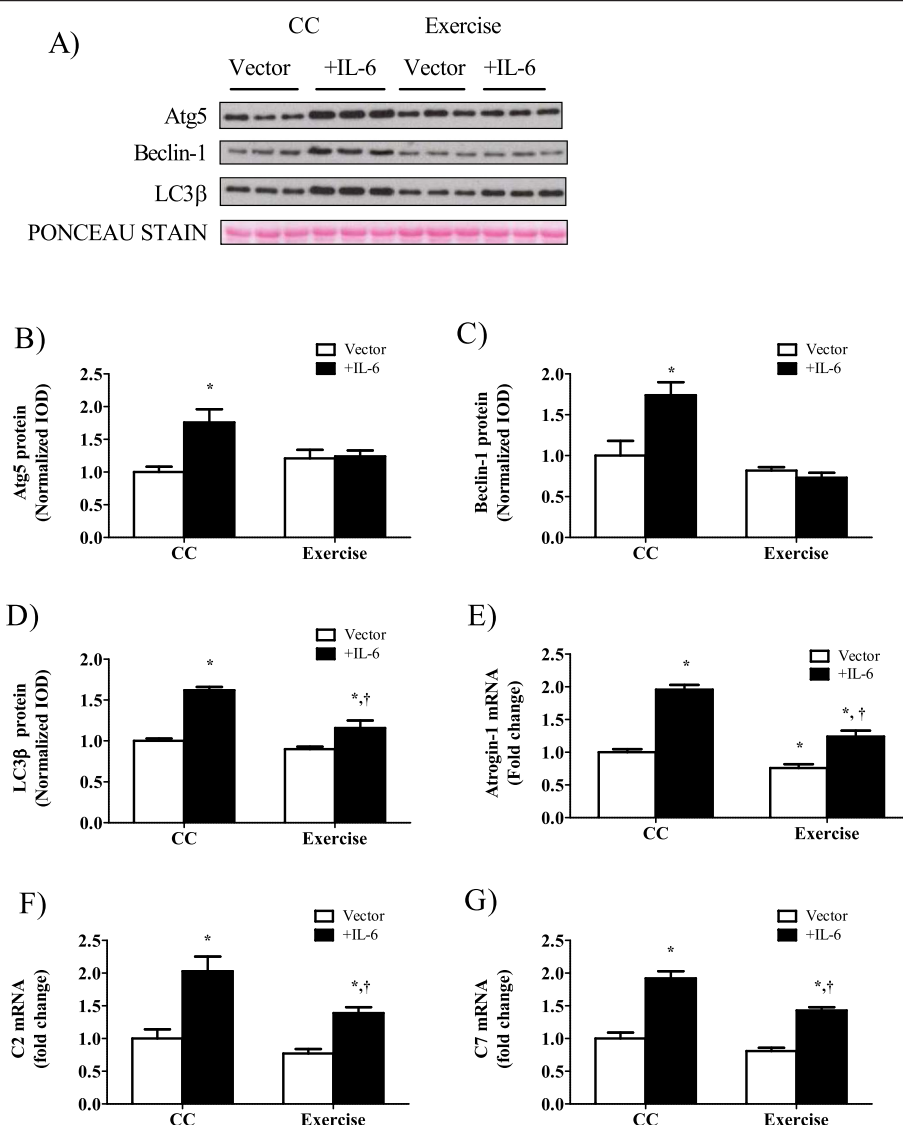 A)
CC Exercise
Vector +IL-6 Vector +IL-6
Atg5
Beclin-1
LC3β
PONCEAU STAIN
B)
Vector
+IL-6
Atg5 protein
(Normalized IOD)
2.5
2.0
1.5
1.0
0.5
0.0
*
CC Exercise
C)
Vector
+IL-6
Beclin-1 protein
(Normalized IOD)
2.0
1.5
1.0
0.5
0.0
*
CC Exercise
D)
Vector
+IL-6
LC3β protein
(Normalized IOD)
2.0
1.5
1.0
0.5
0.0
*
*,†
CC Exercise
E)
Vector
+IL-6
Atrogin-1 mRNA
(Fold change)
2.5
2.0
1.5
1.0
0.5
0.0
*
*
*, †
CC Exercise
F)
Vector
+IL-6
C2 mRNA
(fold change)
2.5
2.0
1.5
1.0
0.5
0.0
*
*,†
CC Exercise
G)
Vector
+IL-6
C7 mRNA
(fold change)
2.5
2.0
1.5
1.0
0.5
0.0
*
*,†
CC Exercise